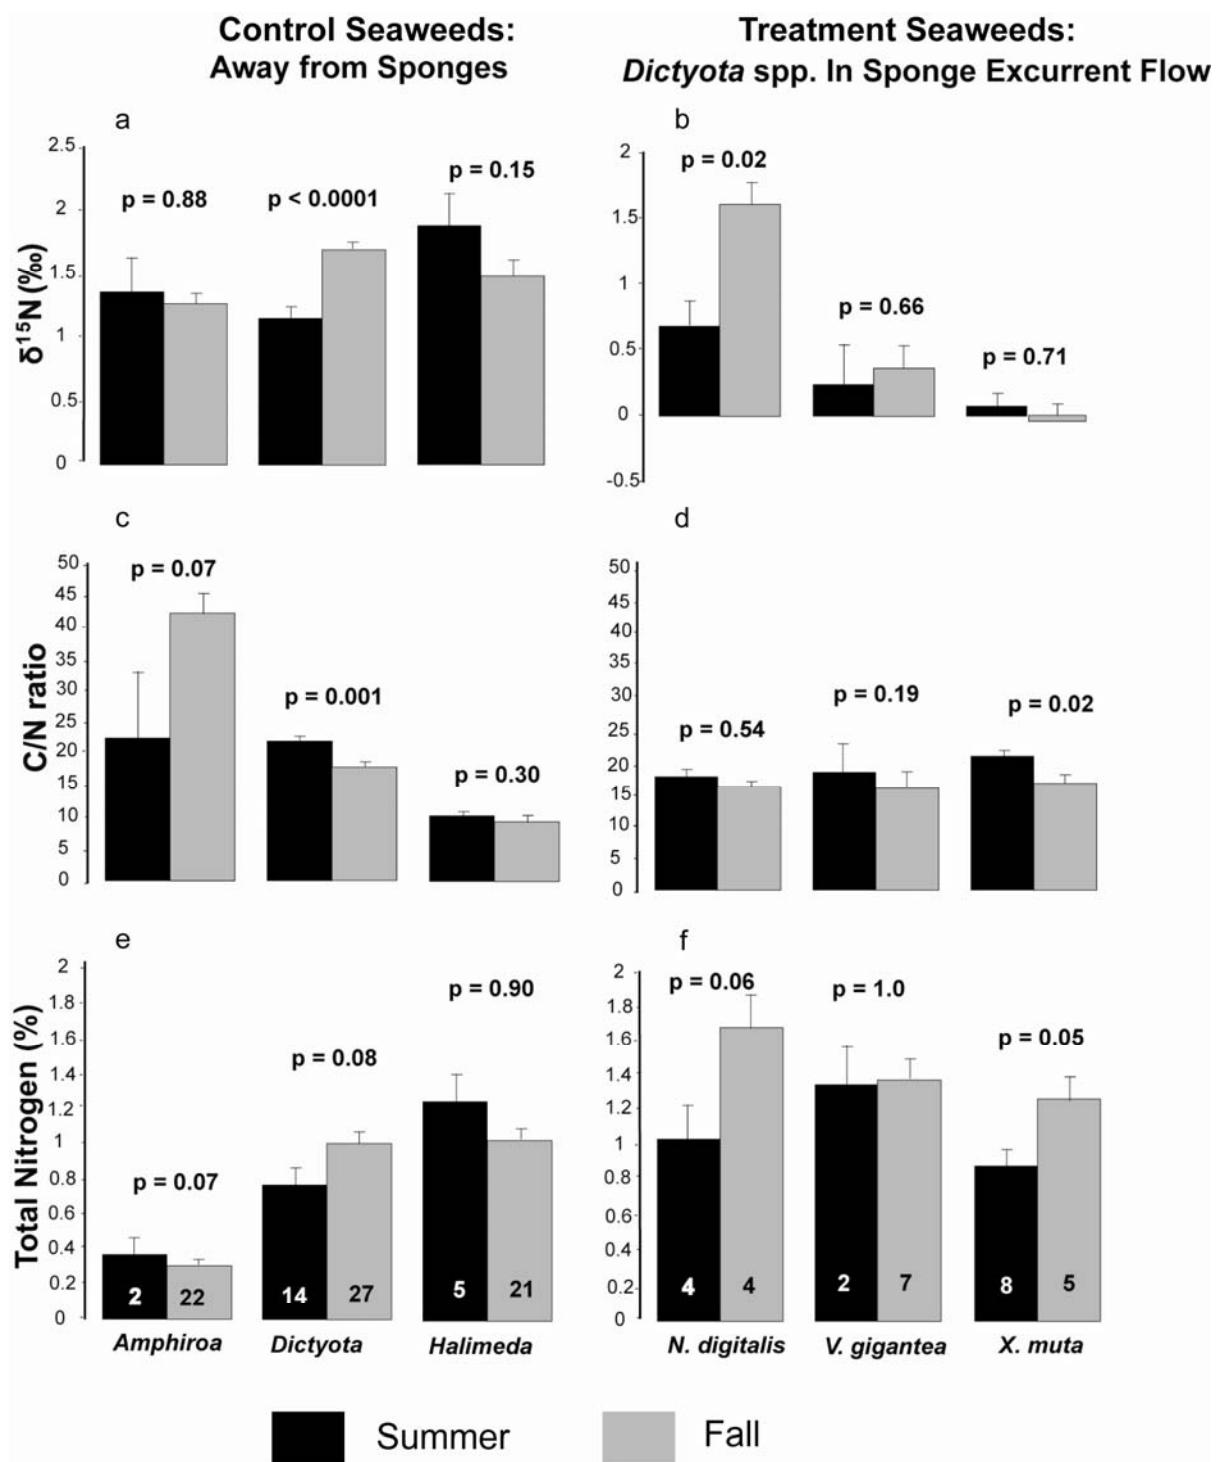 Control Seaweeds:
Away from Sponges
Treatment Seaweeds:
Dictyota spp. In Sponge Excurrent Flow
a
δ¹⁵N (‰)
2.5
2
1.5
1
0.5
0
p = 0.88
p < 0.0001
p = 0.15
b
2
1.5
1
0.5
0
-0.5
p = 0.02
p = 0.66
p = 0.71
c
C/N ratio
50
45
40
35
30
25
20
15
10
5
0
p = 0.07
p = 0.001
p = 0.30
d
50
45
40
35
30
25
20
15
10
5
0
p = 0.54
p = 0.19
p = 0.02
e
Total Nitrogen (%)
2
1.8
1.6
1.4
1.2
1
0.8
0.6
0.4
0.2
0
p = 0.07
p = 0.08
p = 0.90
2
22
14
27
5
21
Amphiroa
Dictyota
Halimeda
f
2
1.8
1.6
1.4
1.2
1
0.8
0.6
0.4
0.2
0
p = 0.06
p = 1.0
p = 0.05
4
4
2
7
8
5
N. digitalis
V. gigantea
X. muta
Summer
Fall